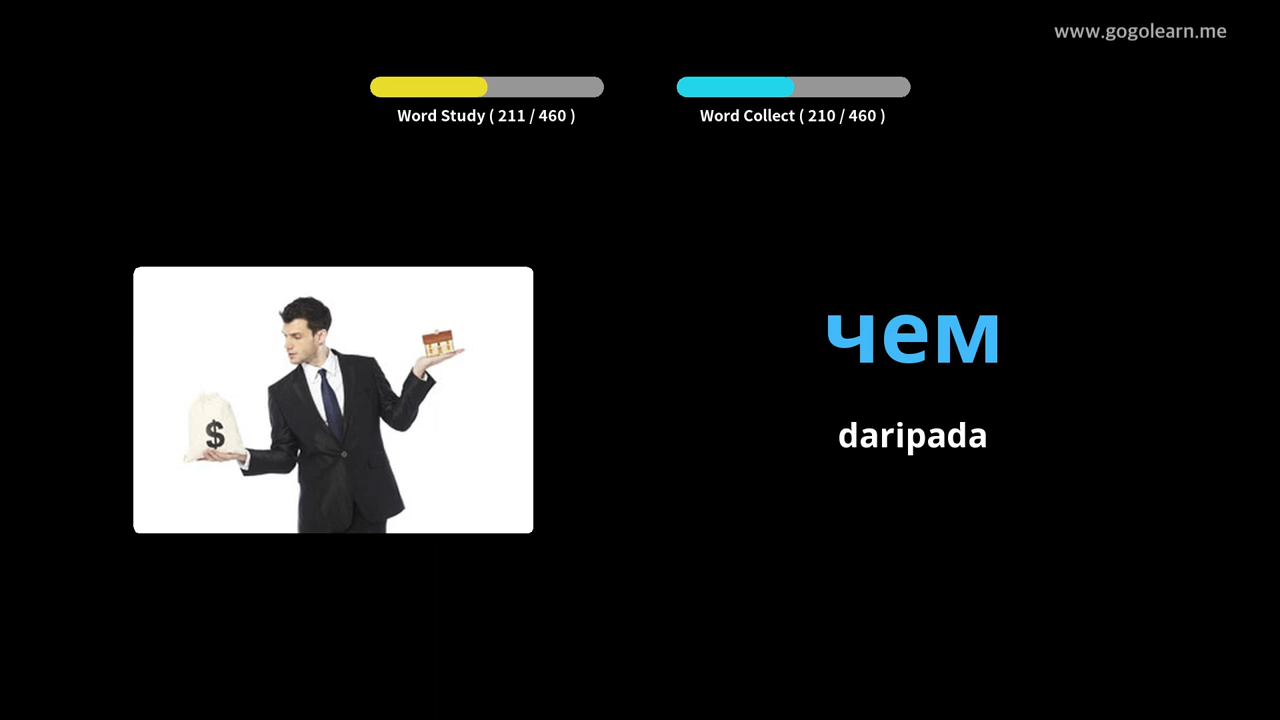 www.gogolearn.me
Word Study ( 211 / 460 )
Word Collect ( 210 / 460 )
чем
daripada
$